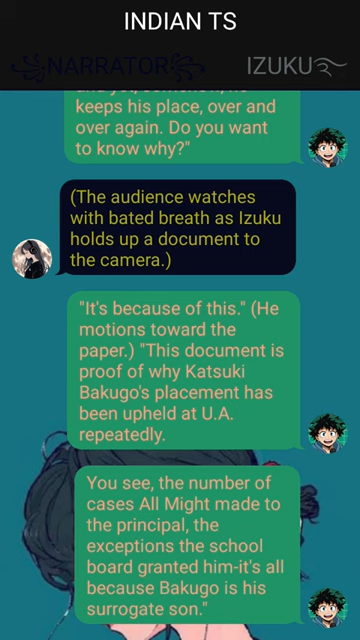 INDIAN TS
NARRATOR
IZUKU
and yet, somehow, he
keeps his place, over and
over again. Do you want
to know why?"
(The audience watches
with bated breath as Izuku
holds up a document to
the camera.)
"It's because of this." (He
motions toward the
paper.) "This document is
proof of why Katsuki
Bakugo's placement has
been upheld at U.A.
repeatedly.
You see, the number of
cases All Might made to
the principal, the
exceptions the school
board granted him-it's all
because Bakugo is his
surrogate son."